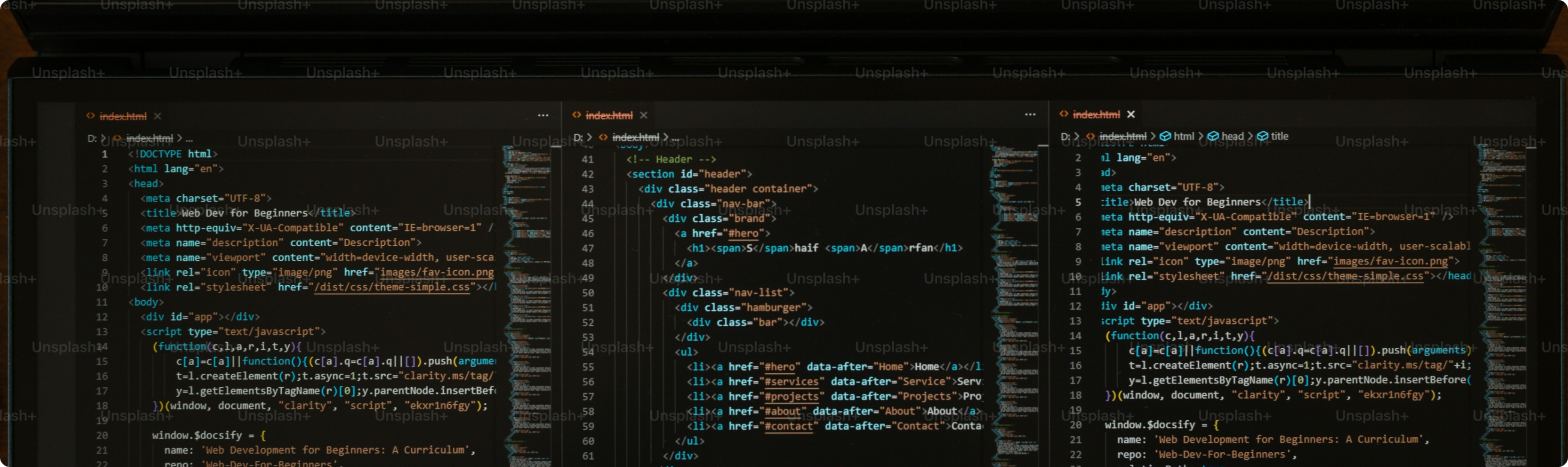 index.html
D: > index.html > ...
1 <!DOCTYPE html>
2 <html lang="en">
3 <head>
4 <meta charset="UTF-8">
5 <title>Web Dev for Beginners</title>
6 <meta http-equiv="X-UA-Compatible" content="IE=browser=1" /
7 <meta name="description" content="Description">
8 <meta name="viewport" content="width=device-width, user-sca
9 <link rel="icon" type="image/png" href="images/fav-icon.png
10 <link rel="stylesheet" href="/dist/css/theme-simple.css"></
11 <body>
12 <div id="app"></div>
13 <script type="text/javascript">
14 (function(c,l,a,r,i,t,y){
15 c[a]=c[a]||function(){(c[a].q=c[a].q||[]).push(argume
16 t=l.createElement(r);t.async=1;t.src="clarity.ms/tag/
17 y=l.getElementsByTagName(r)[0];y.parentNode.insertBef
18 })(window, document, "clarity", "script", "ekxr1n6fgy");
19
20 window.$docsify = {
21 name: 'Web Development for Beginners: A Curriculum',
22 repo: 'Web-Dev-For-Beginners',
index.html
D: > index.html > ...
41 <!-- Header -->
42 <section id="header">
43 <div class="header container">
44 <div class="nav-bar">
45 <div class="brand">
46 <a href="#hero">
47 <h1><span>S</span>haif <span>A</span>rfan</h1>
48 </a>
49 </div>
50 <div class="nav-list">
51 <div class="hamburger">
52 <div class="bar"></div>
53 </div>
54 <ul>
55 <li><a href="#hero" data-after="Home">Home</a></li
56 <li><a href="#services" data-after="Service">Serv
57 <li><a href="#projects" data-after="Projects">Pro
58 <li><a href="#about" data-after="About">About</a>
59 <li><a href="#contact" data-after="Contact">Conta
60 </ul>
61 </div>
index.html
D: > index.html > html > head > title
2 ml lang="en">
3 ad>
4 meta charset="UTF-8">
5 title>Web Dev for Beginners</title>
6 meta http-equiv="X-UA-Compatible" content="IE=browser=1" />
7 meta name="description" content="Description">
8 meta name="viewport" content="width=device-width, user-scalabl
9 link rel="icon" type="image/png" href="images/fav-icon.png">
10 link rel="stylesheet" href="/dist/css/theme-simple.css"></head
11 dy>
12 div id="app"></div>
13 script type="text/javascript">
14 (function(c,l,a,r,i,t,y){
15 c[a]=c[a]||function(){(c[a].q=c[a].q||[]).push(arguments)
16 t=l.createElement(r);t.async=1;t.src="clarity.ms/tag/"+i;
17 y=l.getElementsByTagName(r)[0];y.parentNode.insertBefore(
18 })(window, document, "clarity", "script", "ekxr1n6fgy");
19
20 window.$docsify = {
21 name: 'Web Development for Beginners: A Curriculum',
22 repo: 'Web-Dev-For-Beginners',
Unsplash+